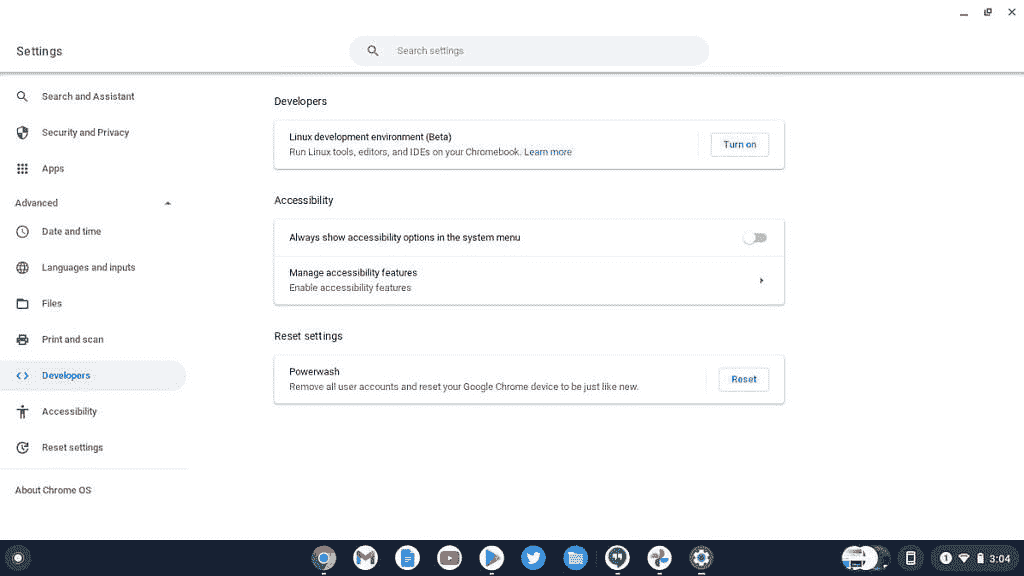 Settings
Search settings
Search and Assistant
Security and Privacy
Apps
Advanced
Date and time
Languages and inputs
Files
Print and scan
Developers
Accessibility
Reset settings
About Chrome OS
Developers
Linux development environment (Beta)
Run Linux tools, editors, and IDEs on your Chromebook. Learn more
Turn on
Accessibility
Always show accessibility options in the system menu
Manage accessibility features
Enable accessibility features
Reset settings
Powerwash
Remove all user accounts and reset your Google Chrome device to be just like new.
Reset
1
3:04